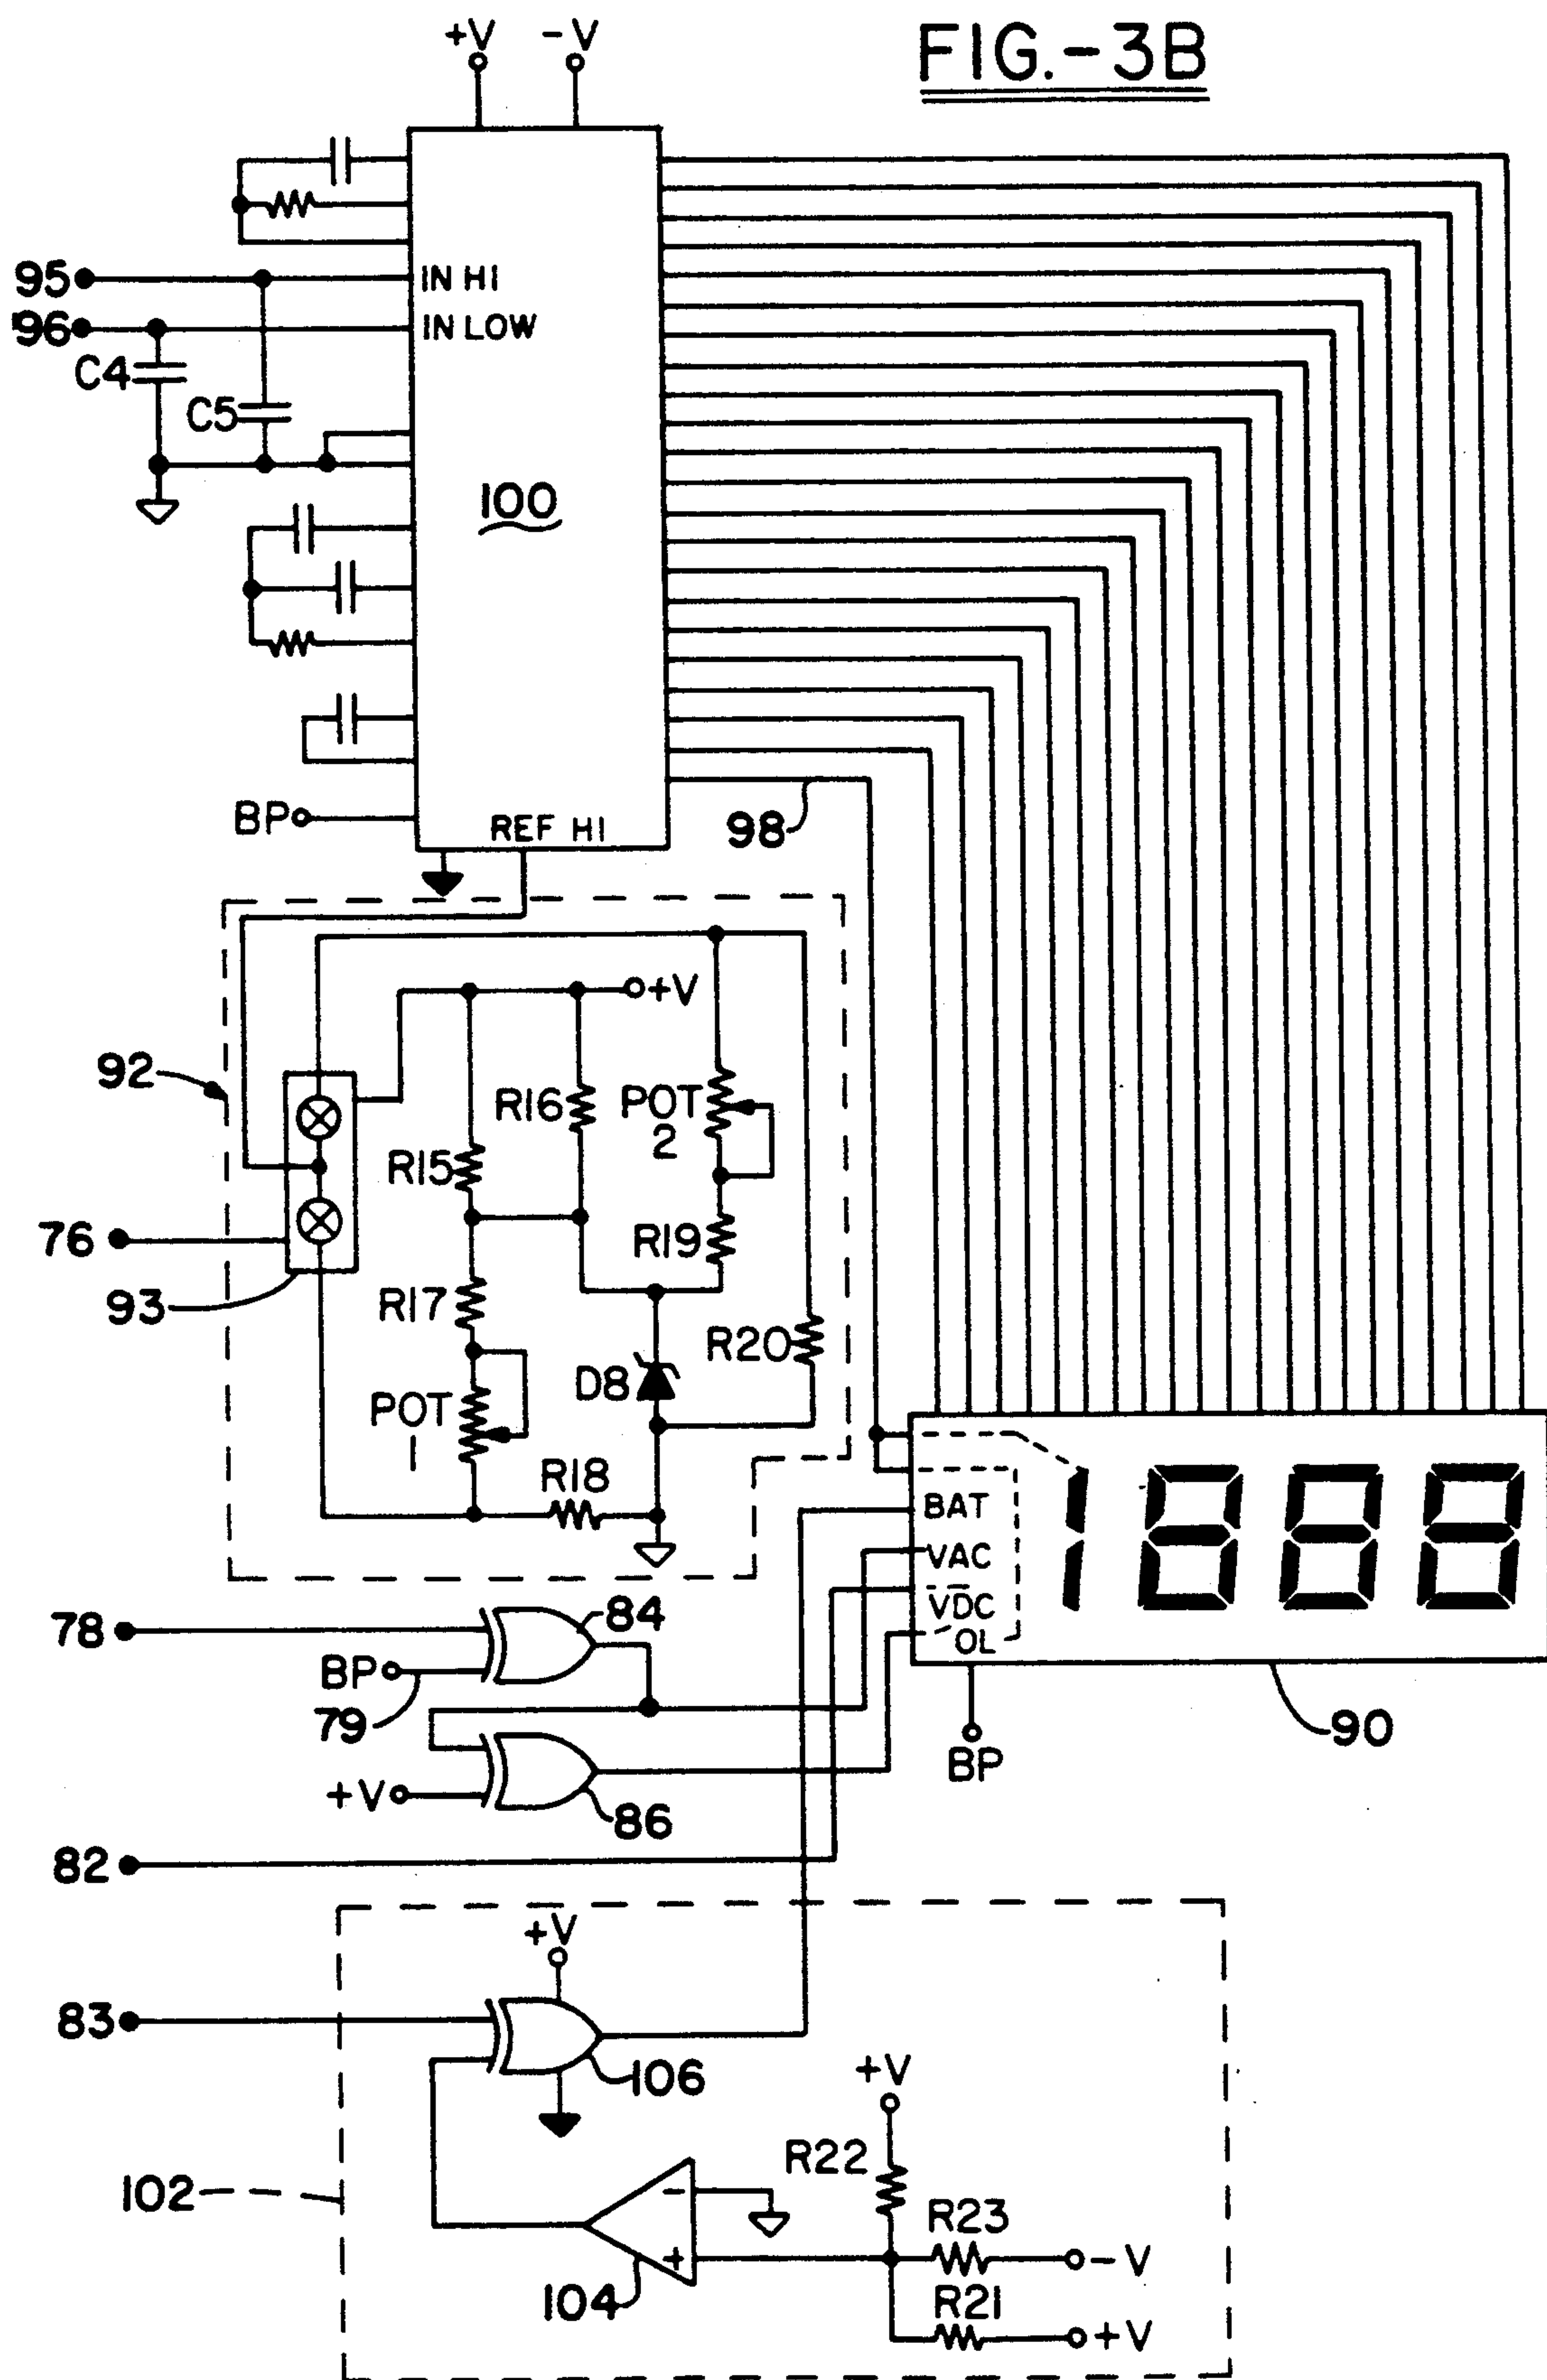 FIG.-3B
+V -V
95
IN HI
96
IN LOW
C4
C5
100
BP
REF HI
98
92
+V
R16
POT 2
R15
76
R19
93
R17
R20
D8
POT 1
R18
BAT
VAC
VDC
OL
1888
78
84
BP
79
90
BP
+V
86
82
+V
83
106
+V
R22
102
-
R23
+
-V
104
R21
+V